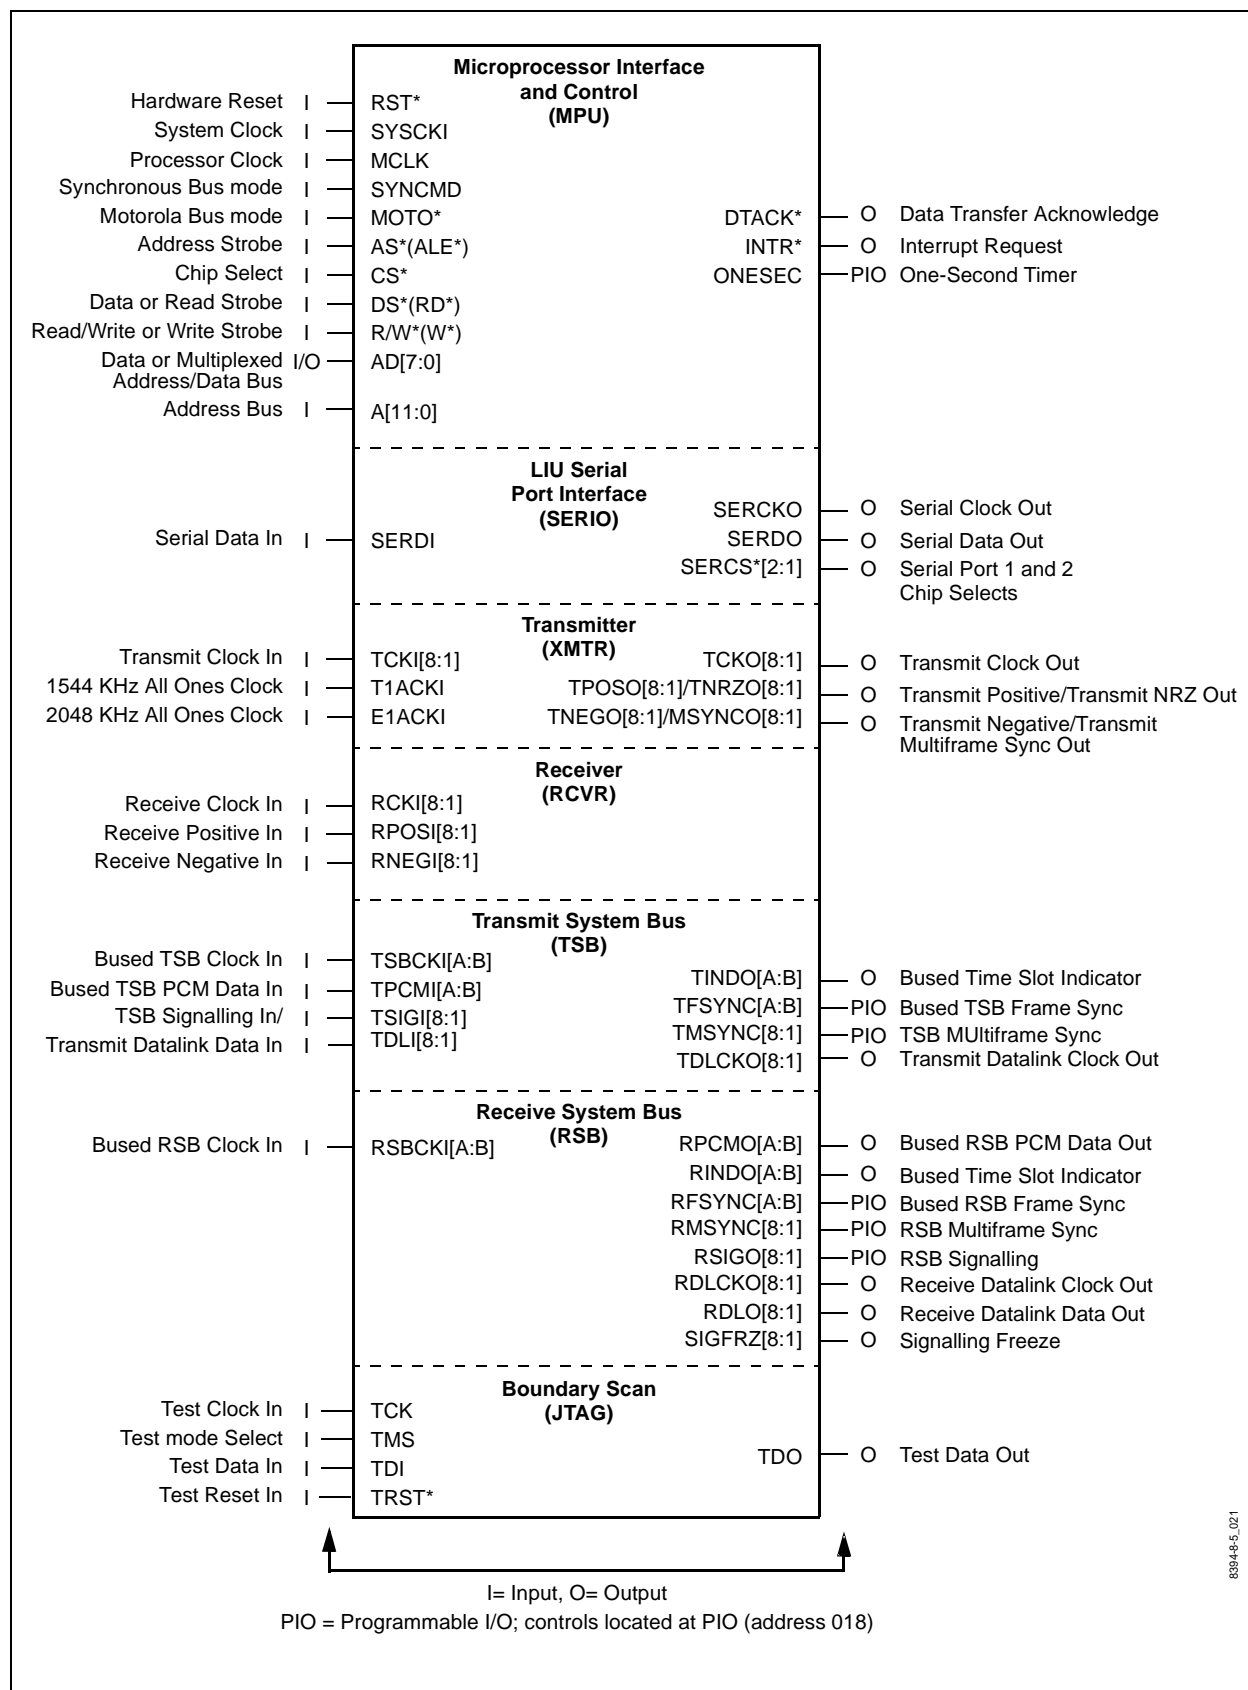 Microprocessor Interface
and Control
(MPU)
Hardware Reset I RST*
System Clock I SYSCKI
Processor Clock I MCLK
Synchronous Bus mode I SYNCMD
Motorola Bus mode I MOTO* DTACK* O Data Transfer Acknowledge
Address Strobe I AS*(ALE*) INTR* O Interrupt Request
Chip Select I CS* ONESEC PIO One-Second Timer
Data or Read Strobe I DS*(RD*)
Read/Write or Write Strobe I R/W*(W*)
Data or Multiplexed I/O AD[7:0]
Address/Data Bus
Address Bus I A[11:0]
LIU Serial
Port Interface
(SERIO)
SERCKO O Serial Clock Out
Serial Data In I SERDI SERDO O Serial Data Out
SERCS*[2:1] O Serial Port 1 and 2
Chip Selects
Transmitter
(XMTR)
Transmit Clock In I TCKI[8:1] TCKO[8:1] O Transmit Clock Out
1544 KHz All Ones Clock I T1ACKI TPOSO[8:1]/TNRZO[8:1] O Transmit Positive/Transmit NRZ Out
2048 KHz All Ones Clock I E1ACKI TNEGO[8:1]/MSYNCO[8:1] O Transmit Negative/Transmit
Multiframe Sync Out
Receiver
(RCVR)
Receive Clock In I RCKI[8:1]
Receive Positive In I RPOSI[8:1]
Receive Negative In I RNEGI[8:1]
Transmit System Bus
(TSB)
Bused TSB Clock In I TSBCKI[A:B] TINDO[A:B] O Bused Time Slot Indicator
Bused TSB PCM Data In I TPCMI[A:B] TFSYNC[A:B] PIO Bused TSB Frame Sync
TSB Signalling In/ I TSIGI[8:1] TMSYNC[8:1] PIO TSB MUltiframe Sync
Transmit Datalink Data In I TDLI[8:1] TDLCKO[8:1] O Transmit Datalink Clock Out
Receive System Bus
(RSB)
Bused RSB Clock In I RSBCKI[A:B] RPCMO[A:B] O Bused RSB PCM Data Out
RINDO[A:B] O Bused Time Slot Indicator
RFSYNC[A:B] PIO Bused RSB Frame Sync
RMSYNC[8:1] PIO RSB Multiframe Sync
RSIGO[8:1] PIO RSB Signalling
RDLCKO[8:1] O Receive Datalink Clock Out
RDLO[8:1] O Receive Datalink Data Out
SIGFRZ[8:1] O Signalling Freeze
Boundary Scan
(JTAG)
Test Clock In I TCK
Test mode Select I TMS
Test Data In I TDI TDO O Test Data Out
Test Reset In I TRST*
I= Input, O= Output
PIO = Programmable I/O; controls located at PIO (address 018)
8394-8-5_021